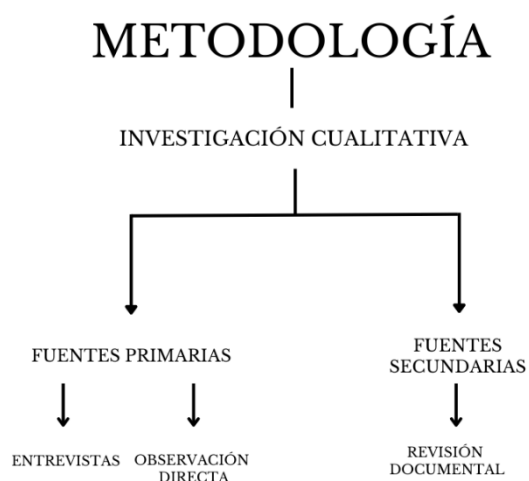 METODOLOGÍA
INVESTIGACIÓN CUALITATIVA
FUENTES PRIMARIAS
FUENTES
SECUNDARIAS
ENTREVISTAS
OBSERVACIÓN
DIRECTA
REVISIÓN
DOCUMENTAL